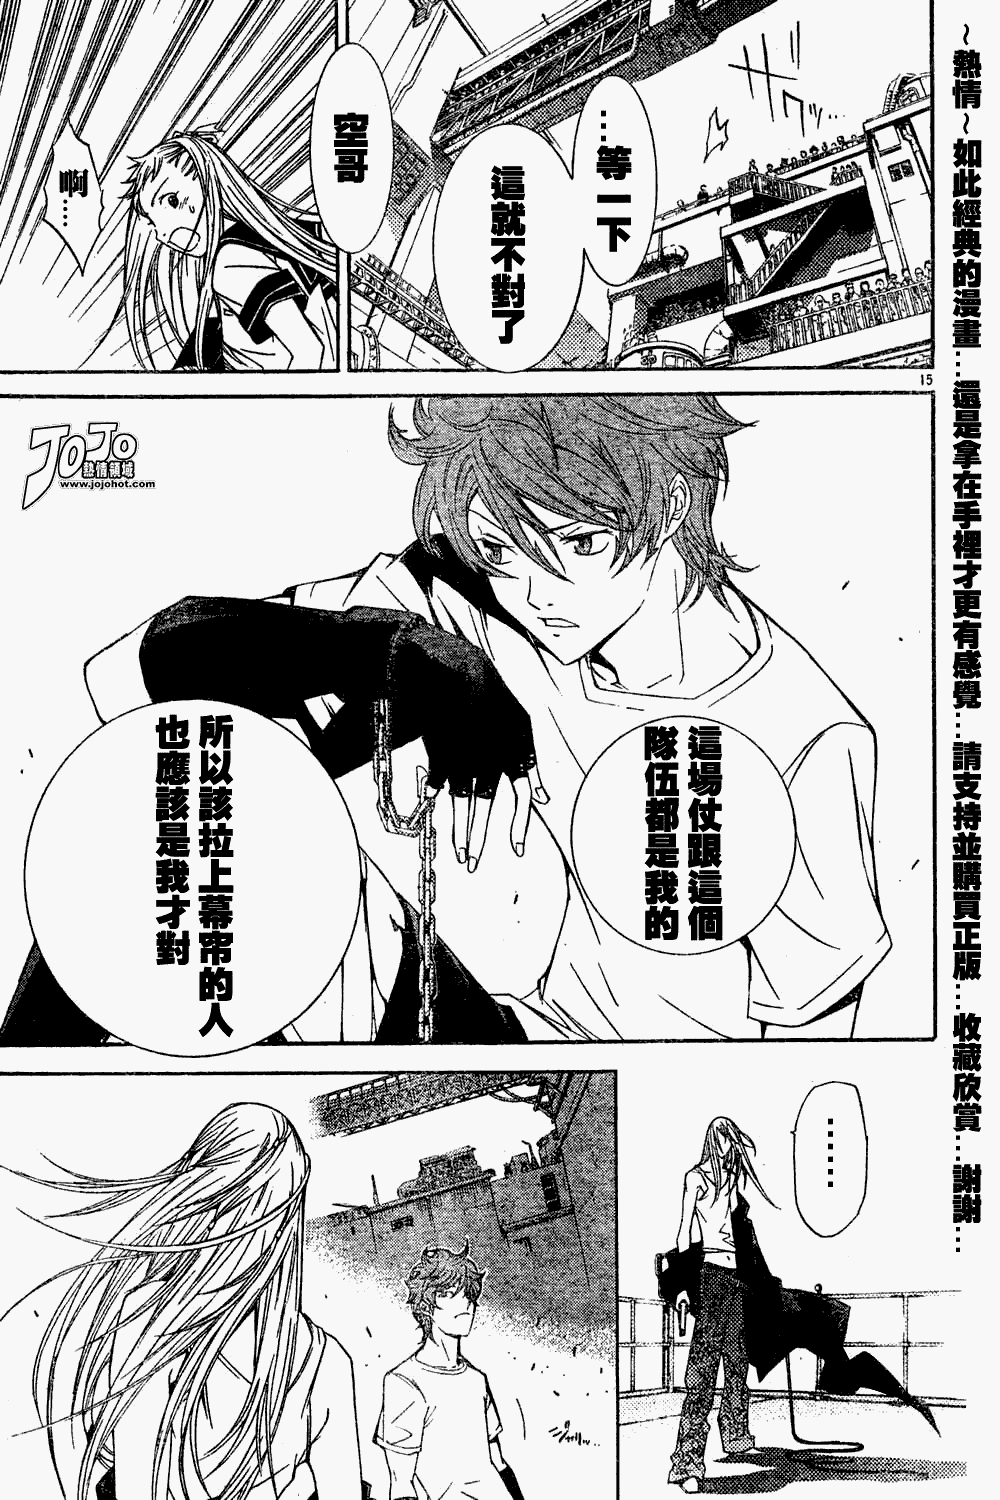 …等一下
這就不對了
空哥
啊…
15
JOJO
熱情領域
www.jojohot.com
這場仗跟這個
隊伍都是我的
所以該拉上幕帘的人
也應該是我才對
……
～熱情～如此經典的漫畫…還是拿在手裡才更有感覺…請支持並購買正版…收藏欣賞…謝謝…